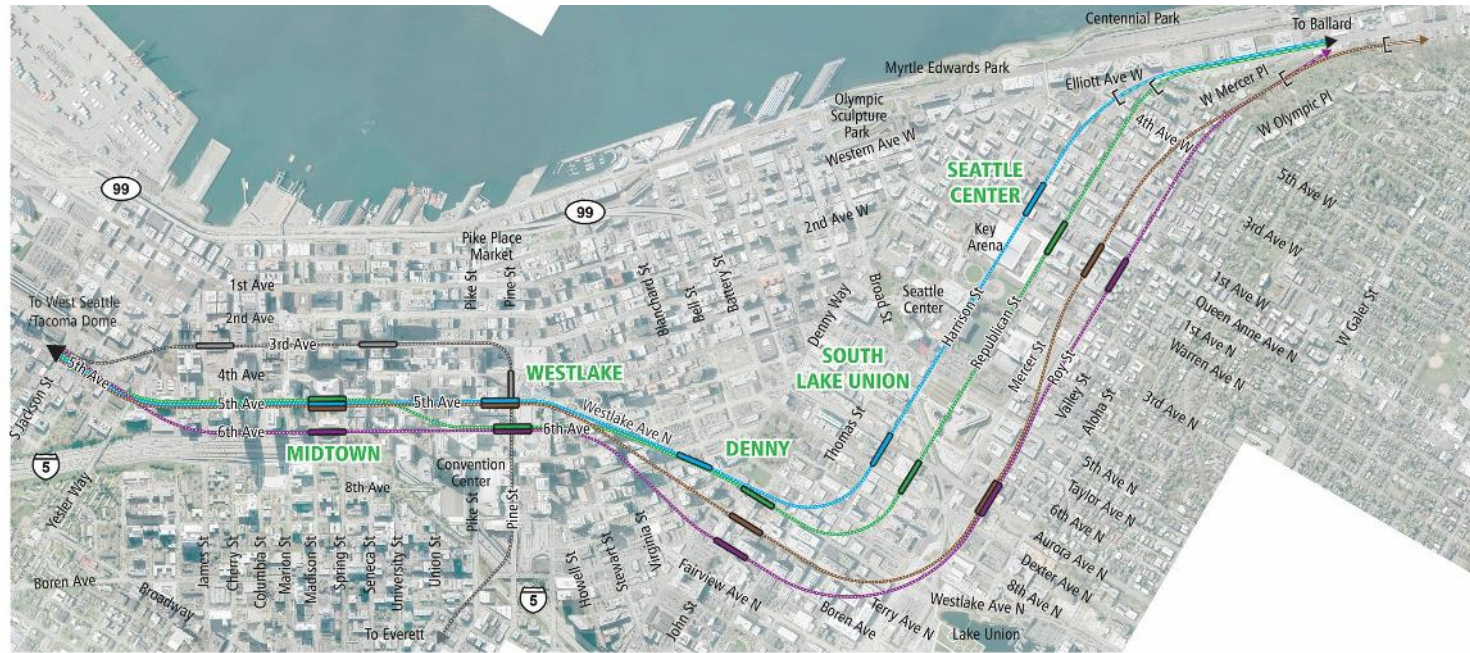 Centennial Park
To Ballard
Myrtle Edwards Park
Elliott Ave W
W Mercer Pl
W Olympic Pl
Olympic
Sculpture
Park
Western Ave W
4th Ave W
5th Ave W
3rd Ave W
1st Ave W
Queen Anne Ave N
1st Ave N
Warren Ave N
3rd Ave N
W Galer St
SEATTLE
CENTER
99
99
2nd Ave W
Key
Arena
Pike Place
Market
Pike St
Pine St
Blanchard St
Bell St
Battery St
Denny Way
Broad St
Seattle
Center
Harrison St
Republican St
Mercer St
Roy St
Valley St
Aloha St
To West Seattle
/Tacoma Dome
1st Ave
2nd Ave
3rd Ave
4th Ave
5th Ave
5th Ave
5th Ave
6th Ave
6th Ave
S Jackson St
WESTLAKE
Westlake Ave N
SOUTH
LAKE UNION
Thomas St
DENNY
MIDTOWN
5
Yesler Way
8th Ave
Convention
Center
Pike St
Pine St
5th Ave N
Taylor Ave N
6th Ave N
Aurora Ave N
Dexter Ave N
8th Ave N
Westlake Ave N
Boren Ave
Broadway
James St
Cherry St
Columbia St
Marion St
Madison St
Spring St
Seneca St
University St
Union St
To Everett
5
Howell St
Stewart St
Virginia St
John St
Fairview Ave N
Boren Ave
Terry Ave N
Lake Union